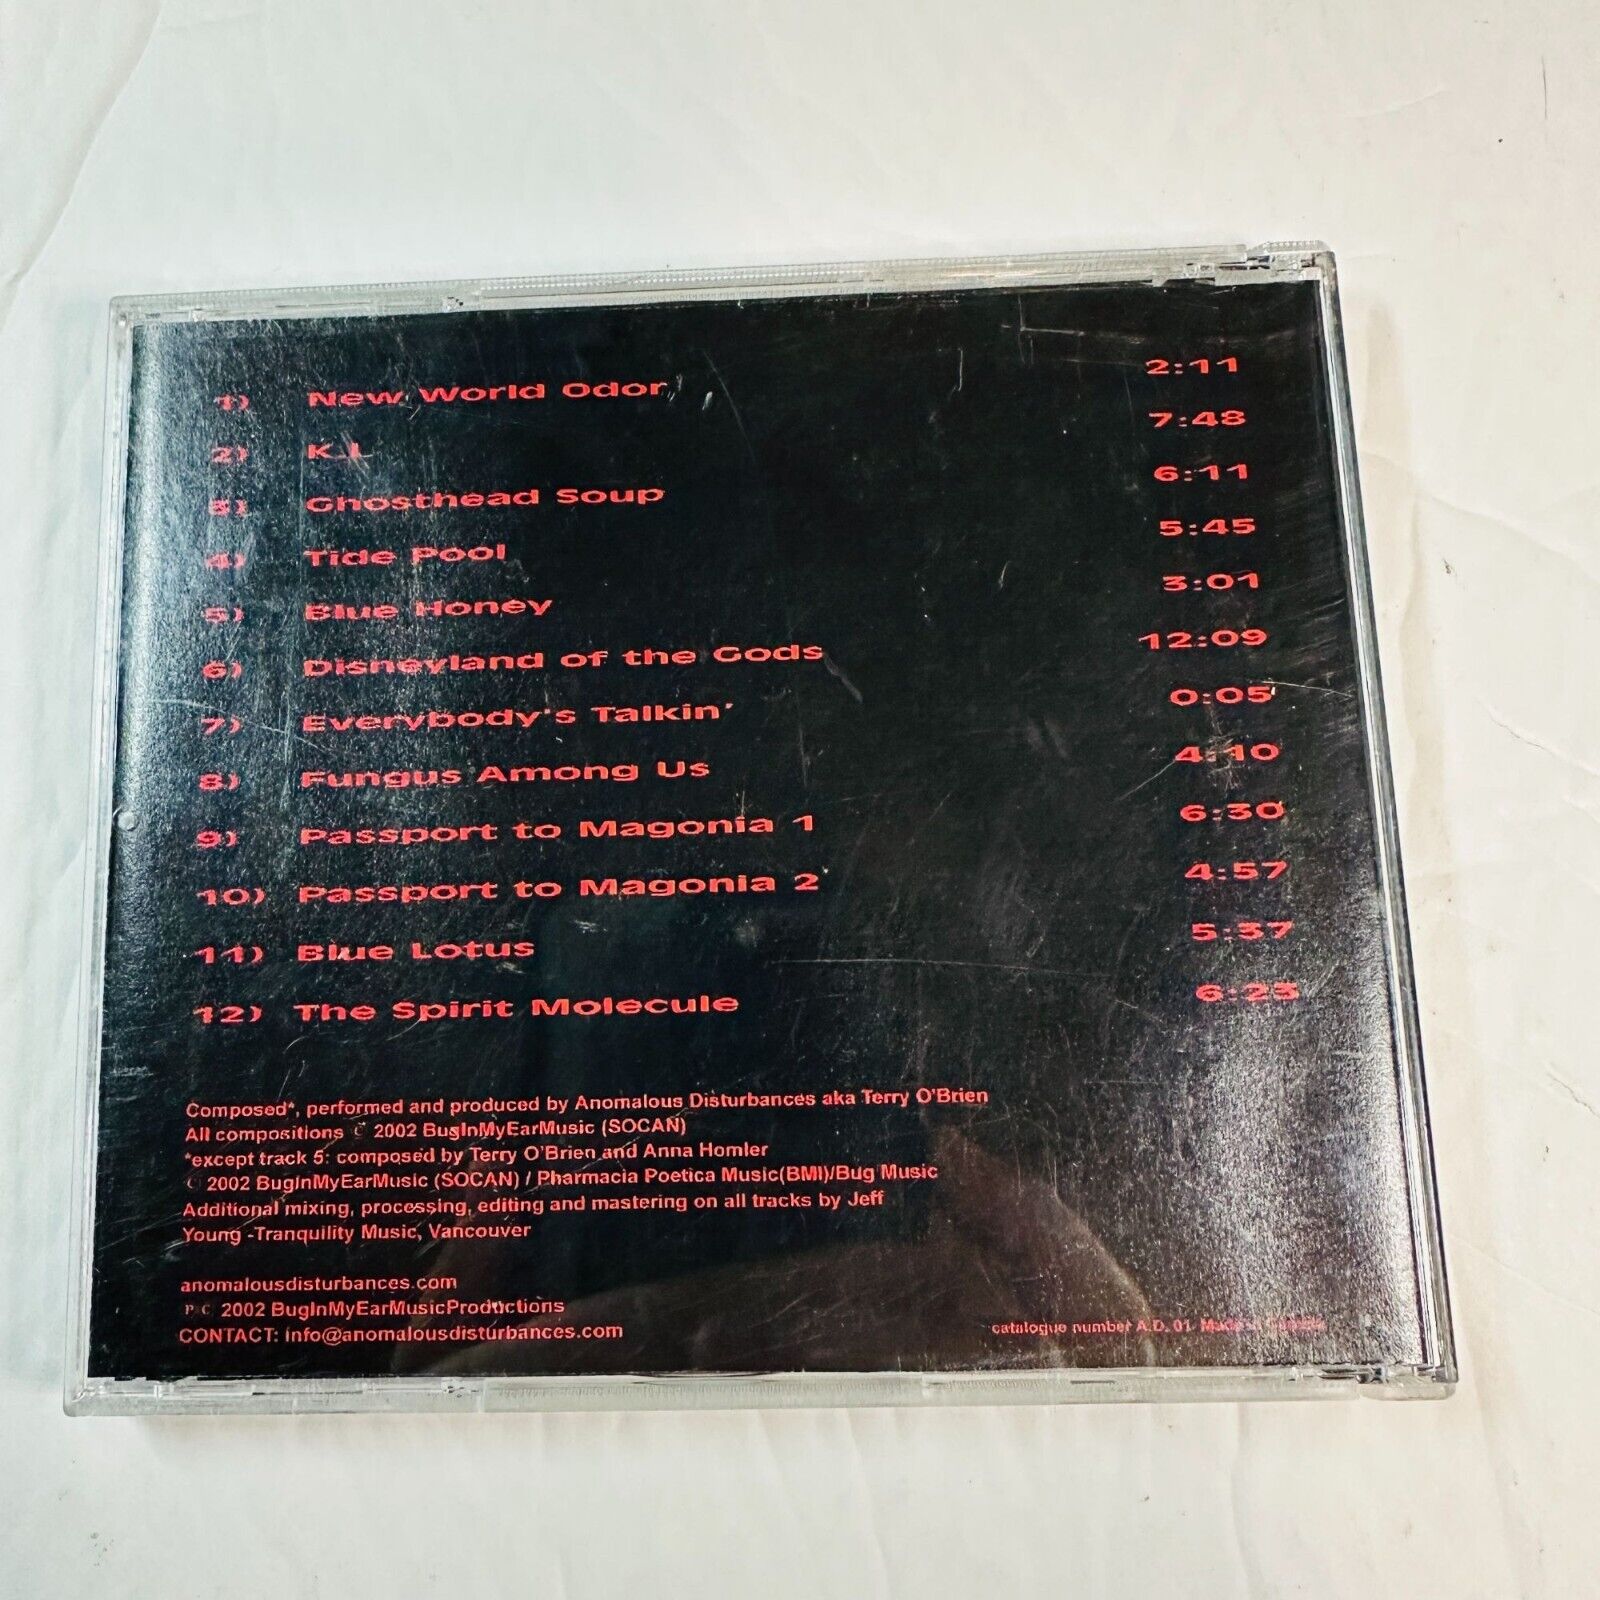 1) New World Odor 2:11
2) K.L 7:48
3) Ghosthead Soup 6:11
4) Tide Pool 5:45
5) Blue Honey 3:01
6) Disneyland of the Gods 12:09
7) Everybody's Talkin' 0:05
8) Fungus Among Us 4:10
9) Passport to Magonia 1 6:30
10) Passport to Magonia 2 4:57
11) Blue Lotus 5:37
12) The Spirit Molecule 6:23
Composed*, performed and produced by Anomalous Disturbances aka Terry O'Brien
All compositions © 2002 BugInMyEarMusic (SOCAN)
*except track 5: composed by Terry O'Brien and Anna Homler
© 2002 BugInMyEarMusic (SOCAN) / Pharmacia Poetica Music(BMI)/Bug Music
Additional mixing, processing, editing and mastering on all tracks by Jeff
Young -Tranquility Music, Vancouver
anomalousdisturbances.com
P&C 2002 BugInMyEarMusicProductions
CONTACT: info@anomalousdisturbances.com
catalogue number A.D. 01 Made in Canada